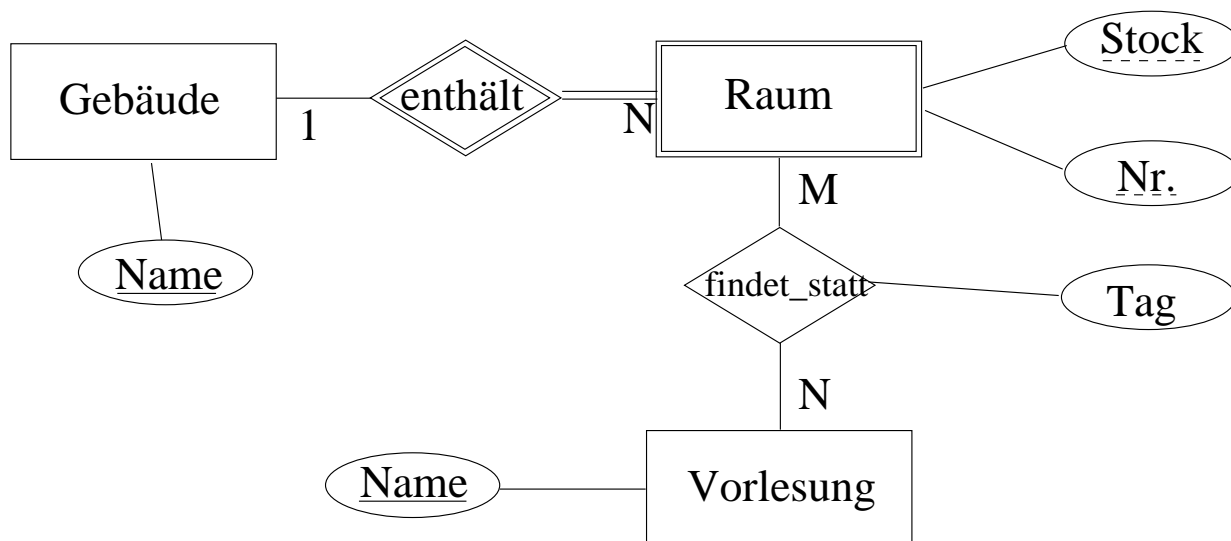 Stock
Gebäude
enthält
Raum
1
N
Nr.
M
Name
findet_statt
Tag
N
Name
Vorlesung